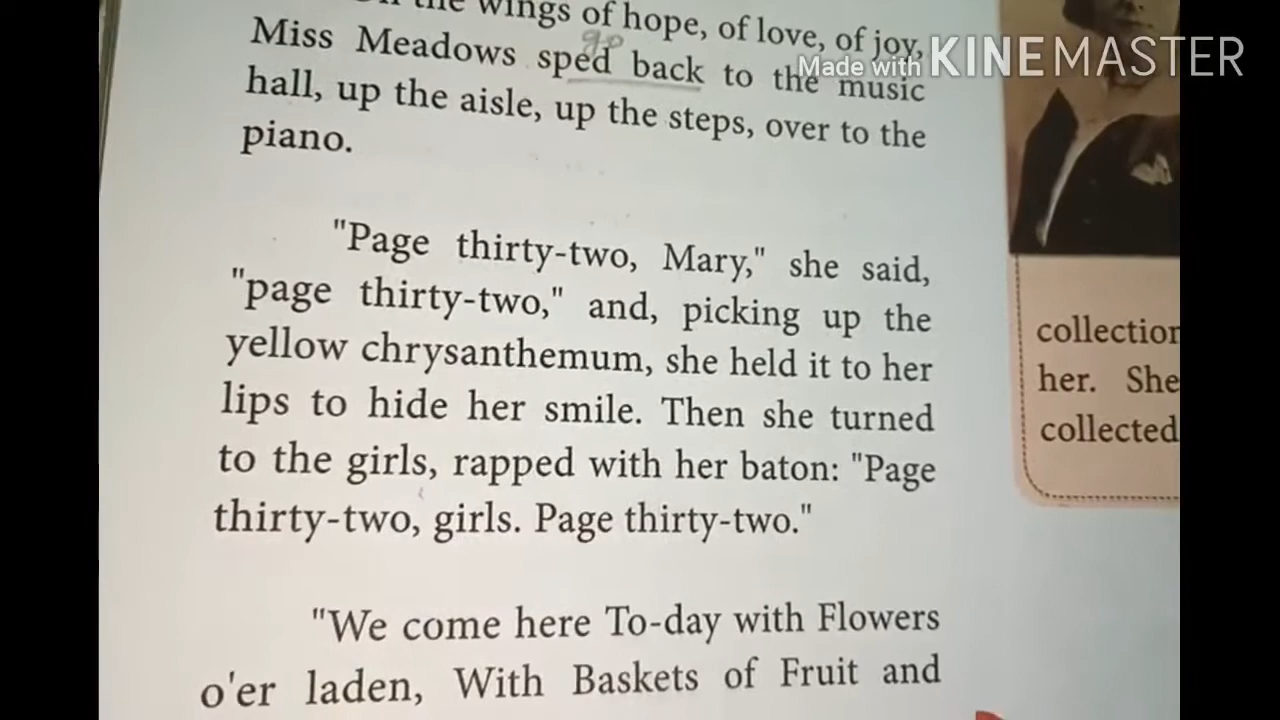 the wings of hope, of love, of joy,
go
Miss Meadows sped back to the music
hall, up the aisle, up the steps, over to the
piano.
"Page thirty-two, Mary," she said,
"page thirty-two," and, picking up the
yellow chrysanthemum, she held it to her
lips to hide her smile. Then she turned
to the girls, rapped with her baton: "Page
thirty-two, girls. Page thirty-two."
"We come here To-day with Flowers
o'er laden, With Baskets of Fruit and
Made with KINEMASTER
collection
her. She
collected